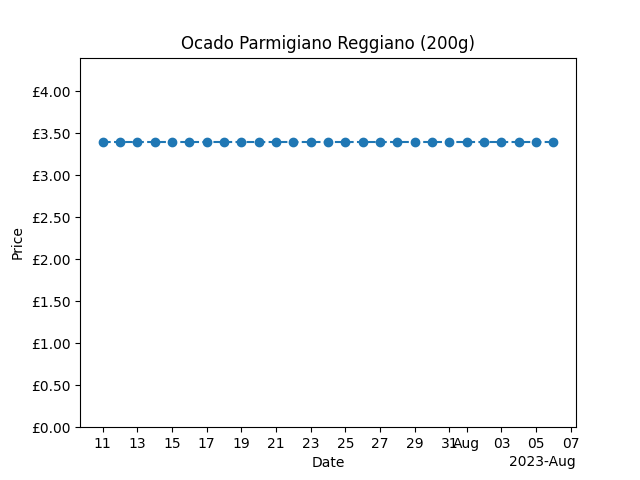 Ocado Parmigiano Reggiano (200g)
£4.00
£3.50
£3.00
£2.50
£2.00
£1.50
£1.00
£0.50
£0.00
Price
11 13 15 17 19 21 23 25 27 29 31 Aug 03 05 07
Date
2023-Aug